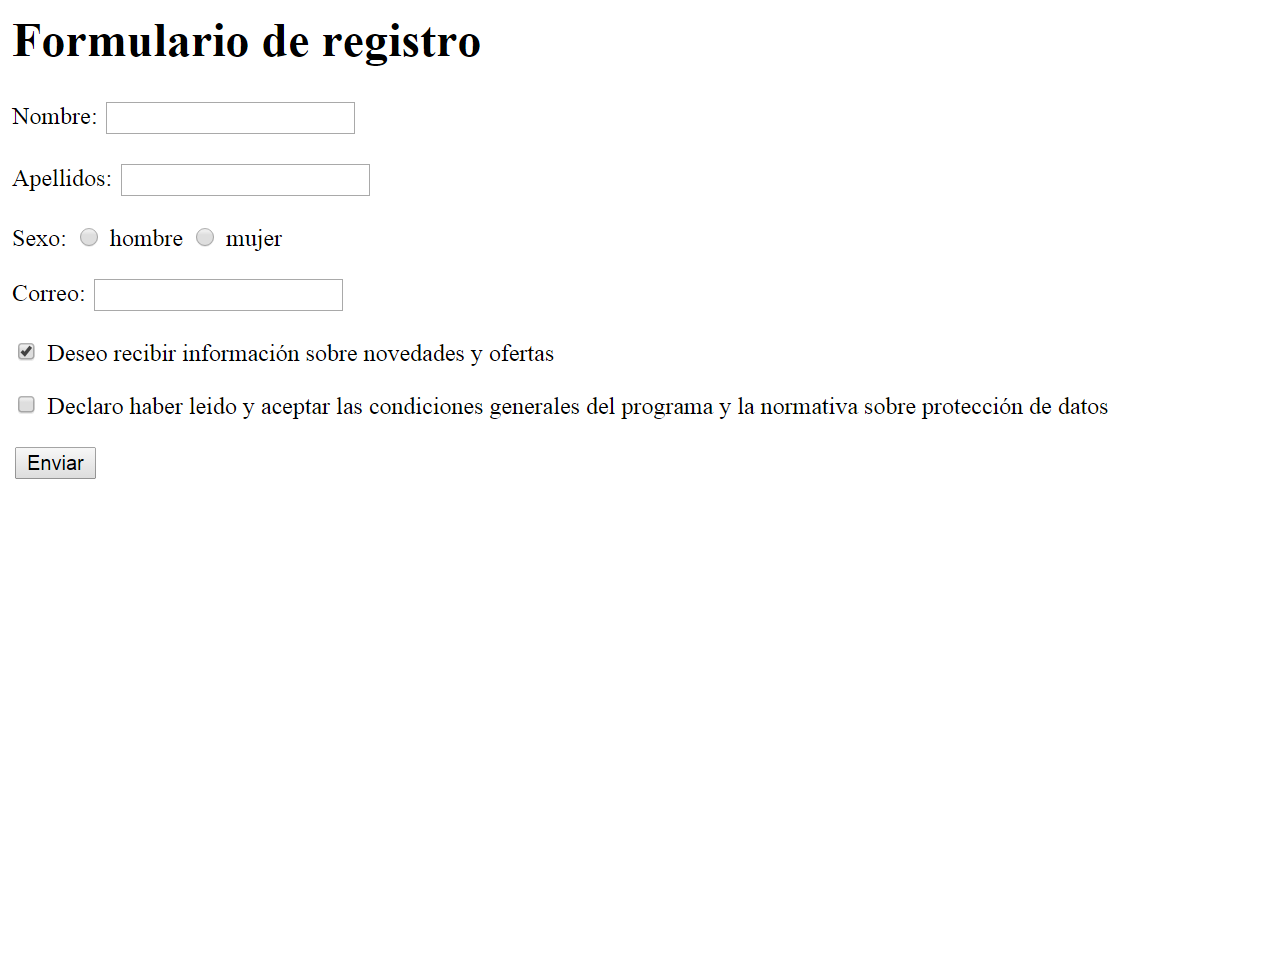 Formulario de registro
Nombre:
Apellidos:
Sexo: hombre mujer
Correo:
Deseo recibir información sobre novedades y ofertas
Declaro haber leido y aceptar las condiciones generales del programa y la normativa sobre protección de datos
Enviar